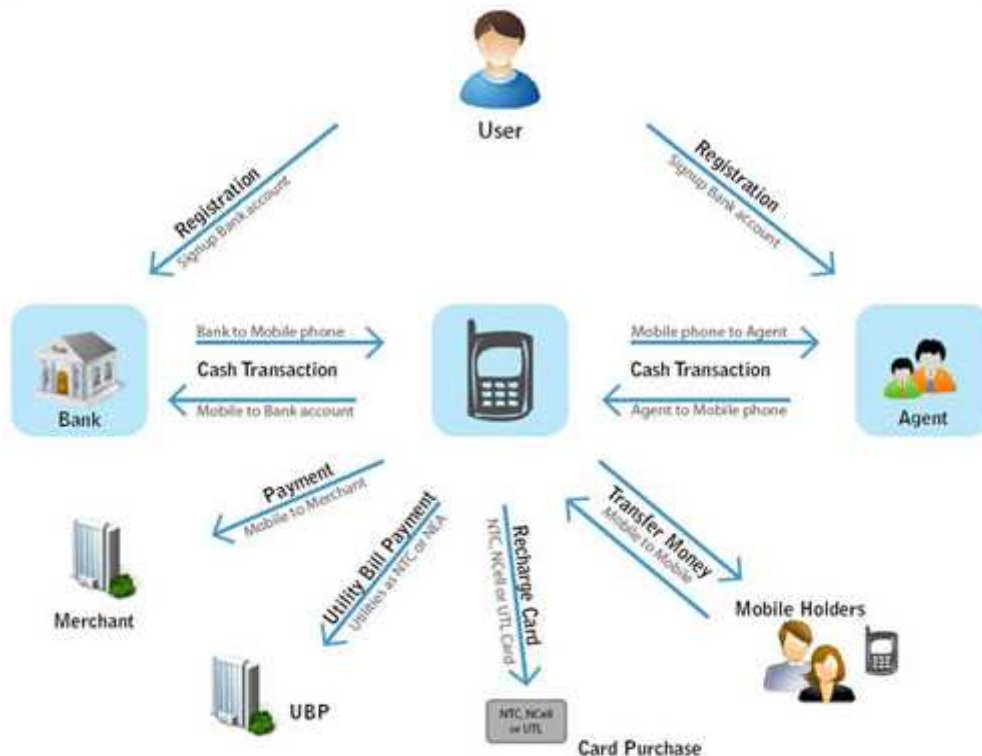 User
Registration
Signup Bank account
Registration
Signup Bank account
Bank to Mobile phone
Cash Transaction
Mobile to Bank account
Bank
Mobile phone to Agent
Cash Transaction
Agent to Mobile phone
Agent
Payment
Mobile to Merchant
Merchant
Utility Bill Payment
Utilities as NTC or NEA
UBP
Recharge Card
NTC, NCell or UTL Card
NTC, NCell
or UTL
Card Purchase
Transfer Money
Mobile to Mobile
Mobile Holders